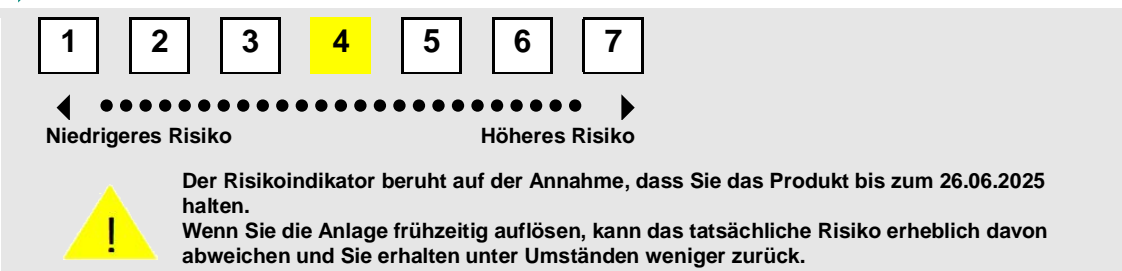 1 2 3 4 5 6 7
Niedrigeres Risiko Höheres Risiko
Der Risikoindikator beruht auf der Annahme, dass Sie das Produkt bis zum 26.06.2025
halten.
Wenn Sie die Anlage frühzeitig auflösen, kann das tatsächliche Risiko erheblich davon
abweichen und Sie erhalten unter Umständen weniger zurück.
!